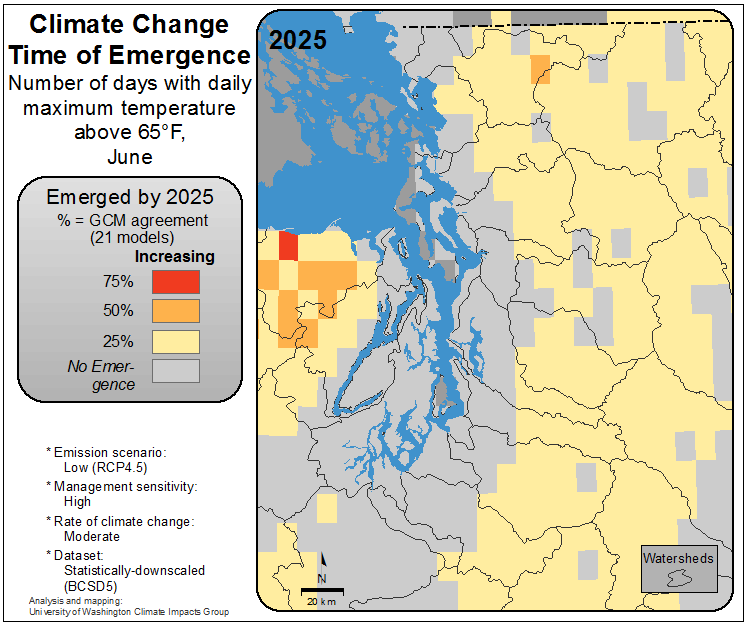 Climate Change
Time of Emergence
Number of days with daily
maximum temperature
above 65°F,
June
2025
Emerged by 2025
% = GCM agreement
(21 models)
Increasing
75%
50%
25%
No Emer-
gence
* Emission scenario:
Low (RCP4.5)
* Management sensitivity:
High
* Rate of climate change:
Moderate
* Dataset:
Statistically-downscaled
(BCSD5)
Analysis and mapping:
University of Washington Climate Impacts Group
N
20 km
Watersheds